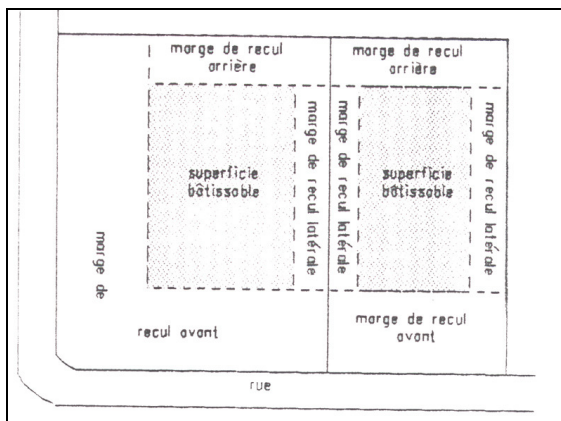 marge de recul
arrière
marge de recul
arrière
superficie
bâtissable
marge de recul latérale
marge de recul latérale
superficie
bâtissable
marge de recul latérale
marge de
recul avant
marge de recul
avant
rue